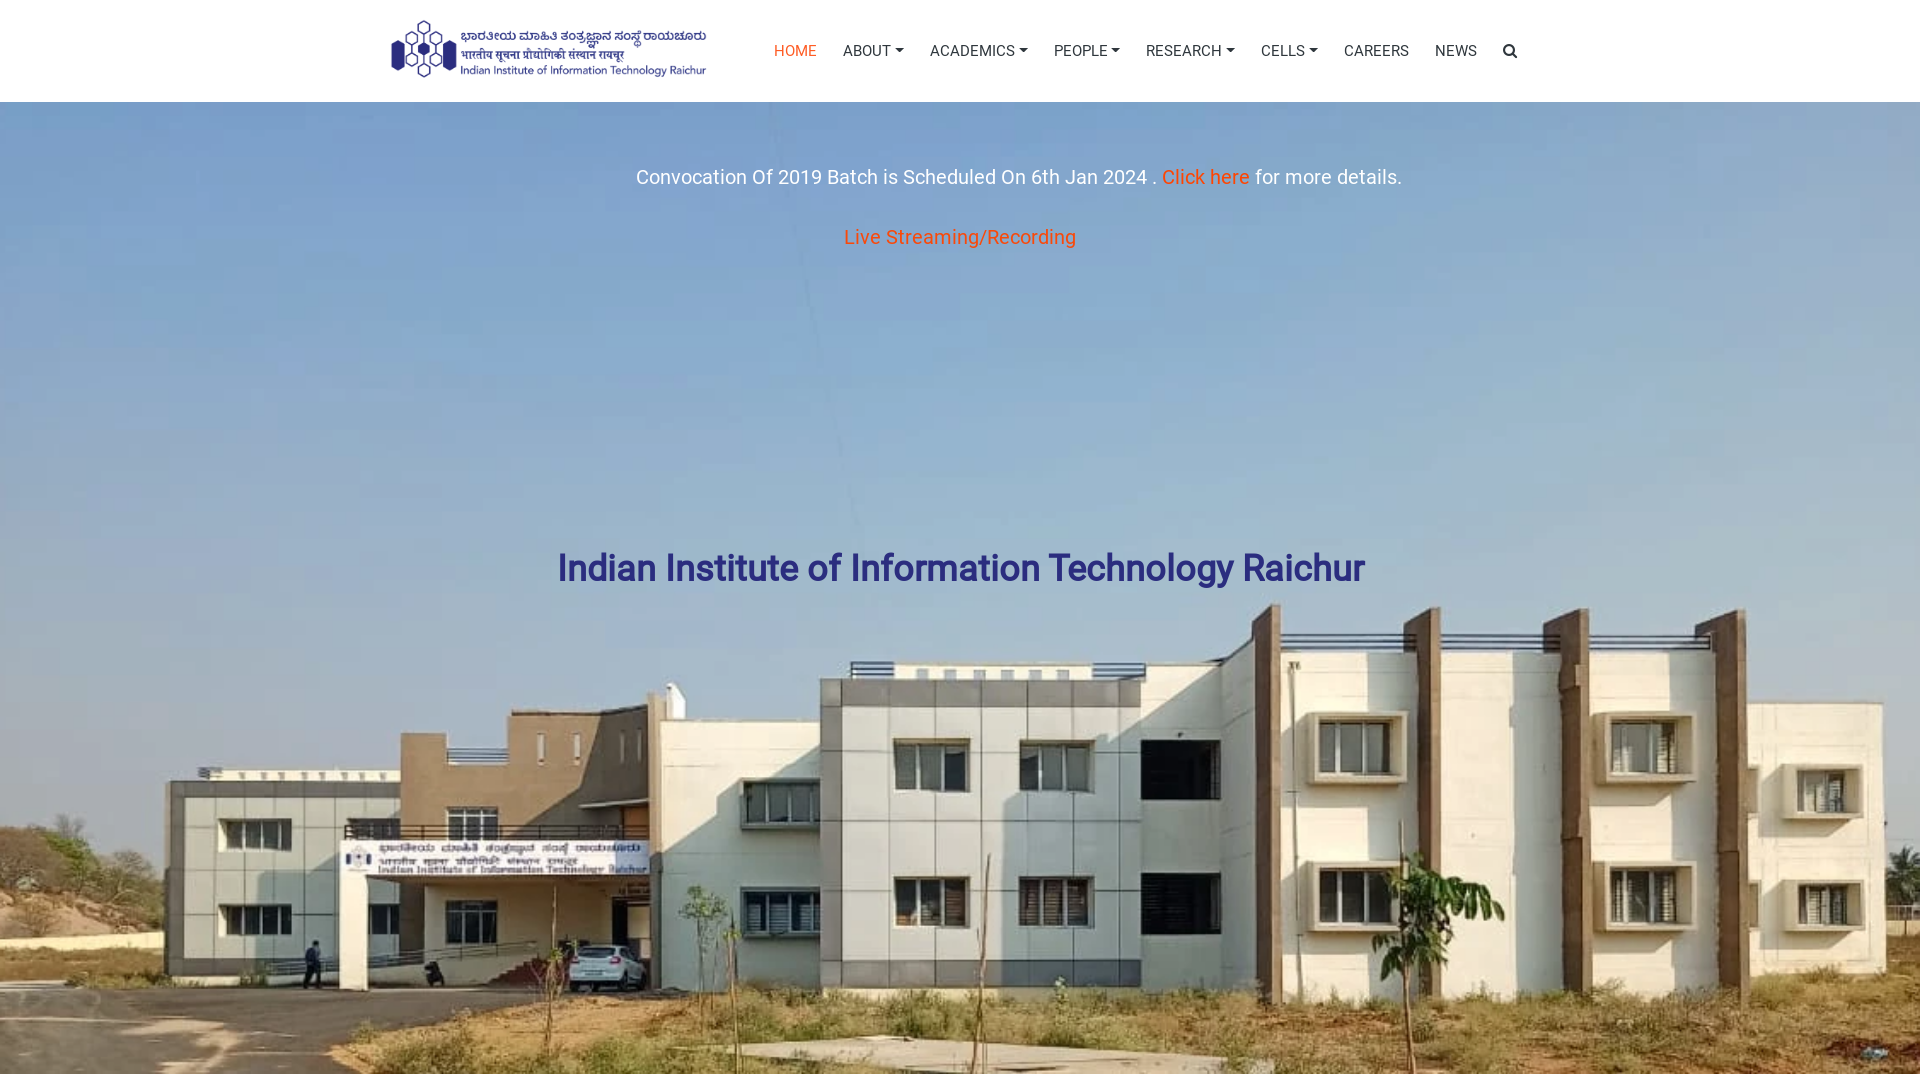 ಭಾರತೀಯ ಮಾಹಿತಿ ತಂತ್ರಜ್ಞಾನ ಸಂಸ್ಥೆ ರಾಯಚೂರು
भारतीय सूचना प्रौद्योगिकी संस्थान रायचूर
Indian Institute of Information Technology Raichur
HOME ABOUT ACADEMICS PEOPLE RESEARCH CELLS CAREERS NEWS
Convocation Of 2019 Batch is Scheduled On 6th Jan 2024 . Click here for more details.
Live Streaming/Recording
Indian Institute of Information Technology Raichur
ಭಾರತೀಯ ಮಾಹಿತಿ ತಂತ್ರಜ್ಞಾನ ಸಂಸ್ಥೆ ರಾಯಚೂರು
भारतीय सूचना प्रौद्योगिकी संस्थान रायचूर
Indian Institute of Information Technology Raichur